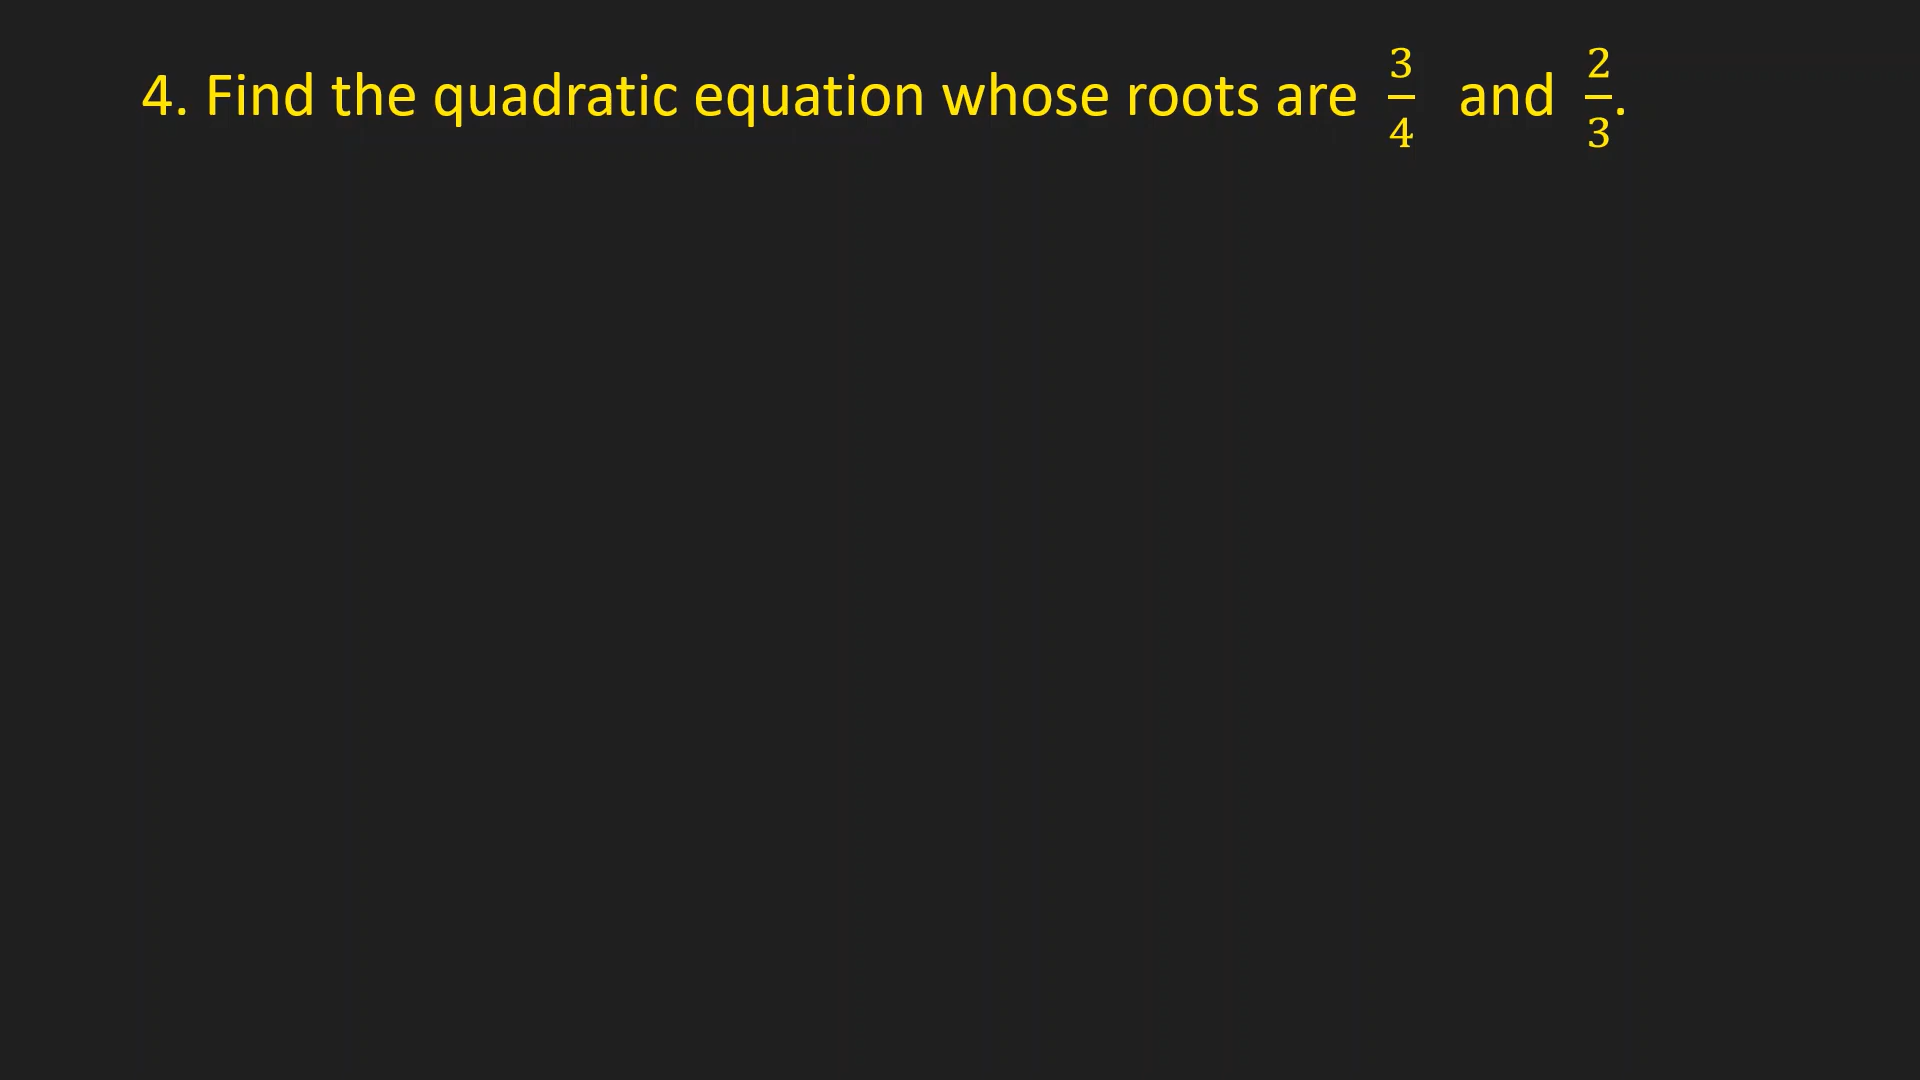 4. Find the quadratic equation whose roots are 3/4 and 2/3.